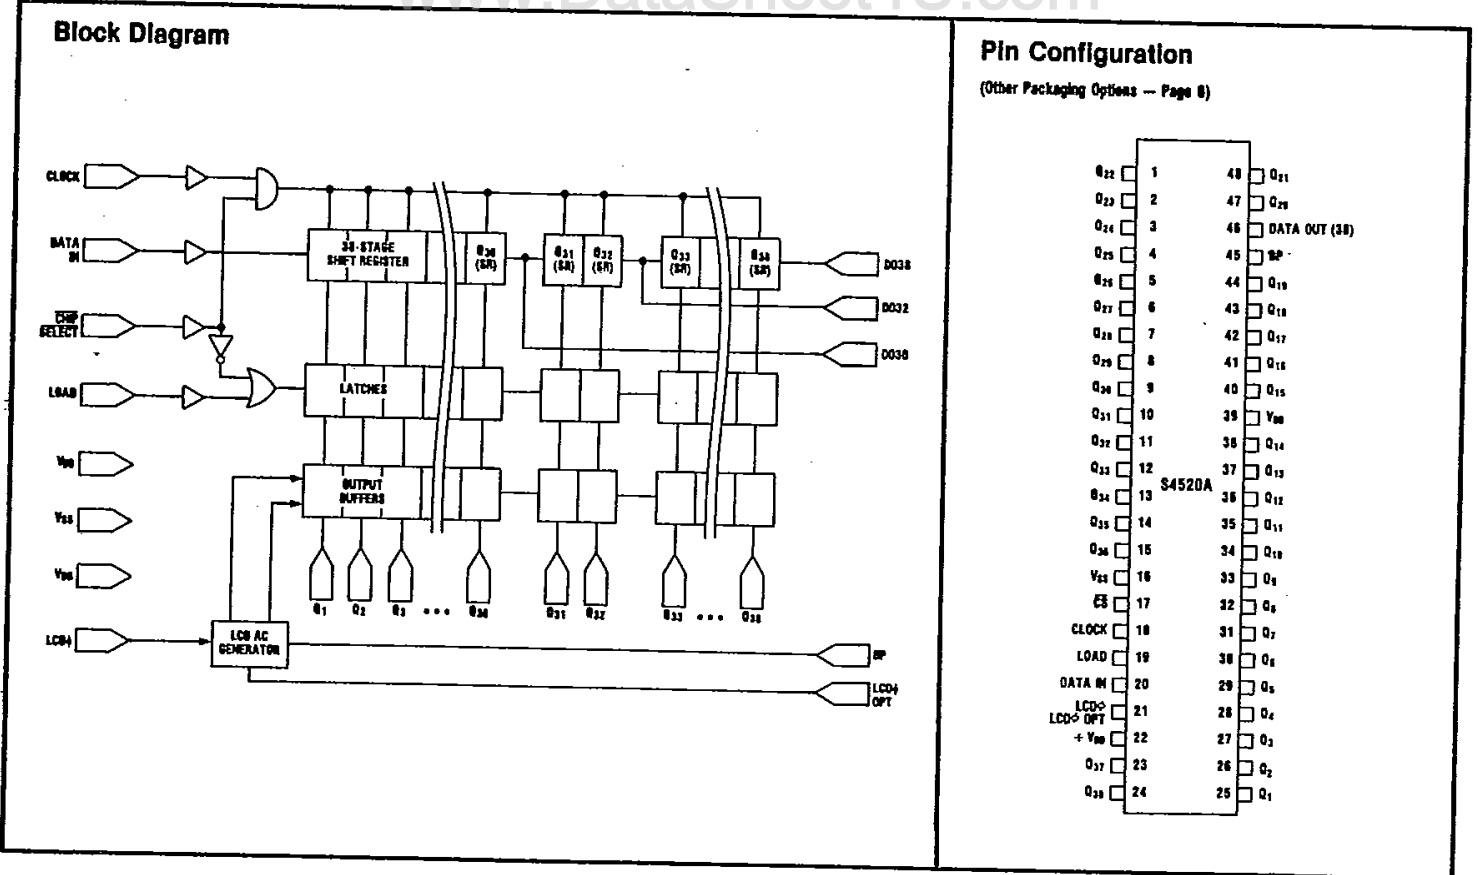 www.DataSheet4U.com
Block Diagram
CLOCK
DATA IN
CHIP SELECT
LOAD
VSS
LCDϕ
38-STAGE SHIFT REGISTER
Q30 (SR)
Q31 (SR)
Q32 (SR)
Q33 (SR)
Q38 (SR)
DO38
DO32
DO30
LATCHES
OUTPUT BUFFERS
Q1
Q2
Q3
•••
Q30
Q31
Q32
Q33
•••
Q38
LCD AC GENERATOR
BP
LCDϕ OPT
Pin Configuration
(Other Packaging Options — Page 6)
S4520A
Q22 1
Q23 2
Q24 3
Q25 4
Q26 5
Q27 6
Q28 7
Q29 8
Q30 9
Q31 10
Q32 11
Q33 12
Q34 13
Q35 14
Q36 15
VSS 16
CS 17
CLOCK 18
LOAD 19
DATA IN 20
LCDϕ
LCDϕ OPT 21
+ VDD 22
Q37 23
Q38 24
48 Q21
47 Q20
46 DATA OUT (38)
45 BP
44 Q19
43 Q18
42 Q17
41 Q16
40 Q15
39
38 Q14
37 Q13
36 Q12
35 Q11
34 Q10
33 Q9
32 Q8
31 Q7
30 Q6
29 Q5
28 Q4
27 Q3
26 Q2
25 Q1